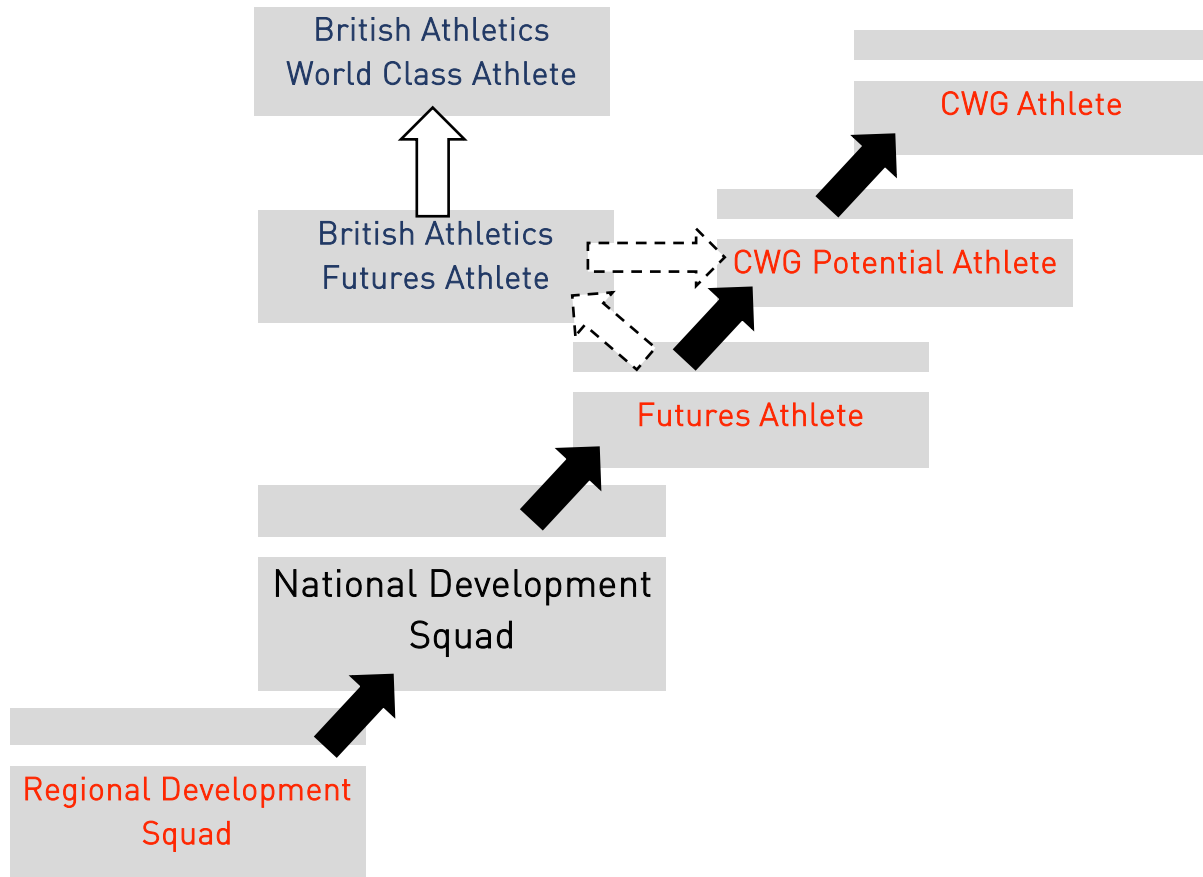 British Athletics
World Class Athlete
CWG Athlete
British Athletics
Futures Athlete
CWG Potential Athlete
Futures Athlete
National Development
Squad
Regional Development
Squad